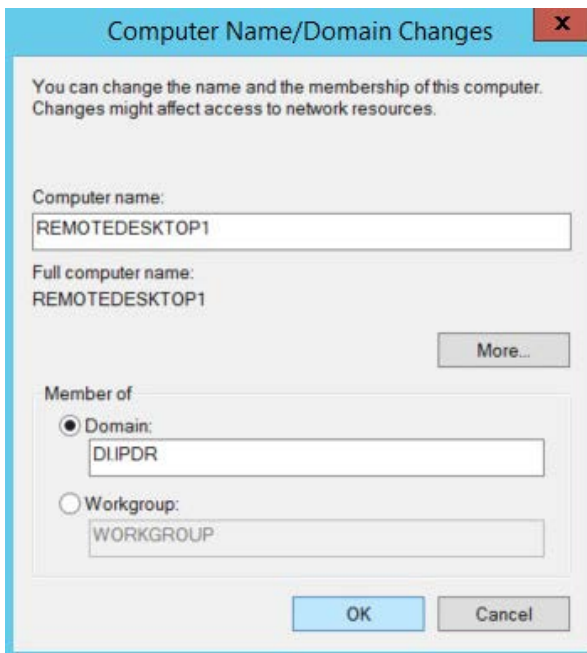 Computer Name/Domain Changes
x
You can change the name and the membership of this computer.
Changes might affect access to network resources.
Computer name:
REMOTEDESKTOP1
Full computer name:
REMOTEDESKTOP1
More...
Member of
Domain:
DI.IPDR
Workgroup:
WORKGROUP
OK
Cancel